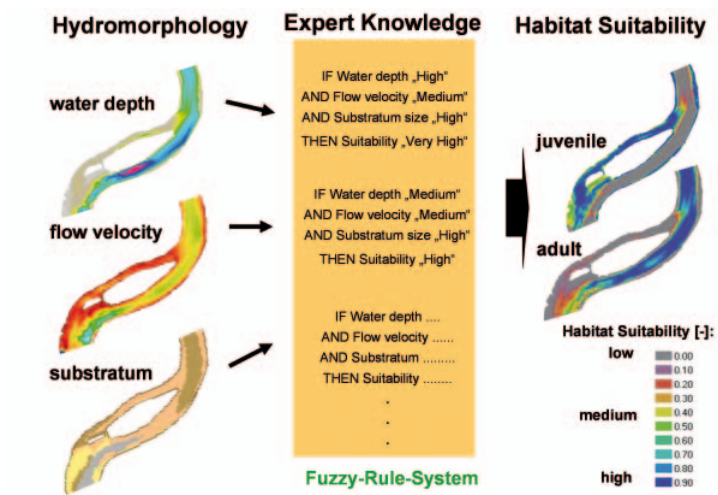 Hydromorphology
water depth
flow velocity
substratum
Expert Knowledge
IF Water depth „High“
AND Flow velocity „Medium“
AND Substratum size „High“
THEN Suitability „Very High“
IF Water depth „Medium“
AND Flow velocity „Medium“
AND Substratum size „High“
THEN Suitability „High“
IF Water depth ....
AND Flow velocity ......
AND Substratum .........
THEN Suitability ........
.
.
.
Fuzzy-Rule-System
Habitat Suitability
juvenile
adult
Habitat Suitability [-]:
low
medium
high
0.00
0.10
0.20
0.30
0.40
0.50
0.60
0.70
0.80
0.90